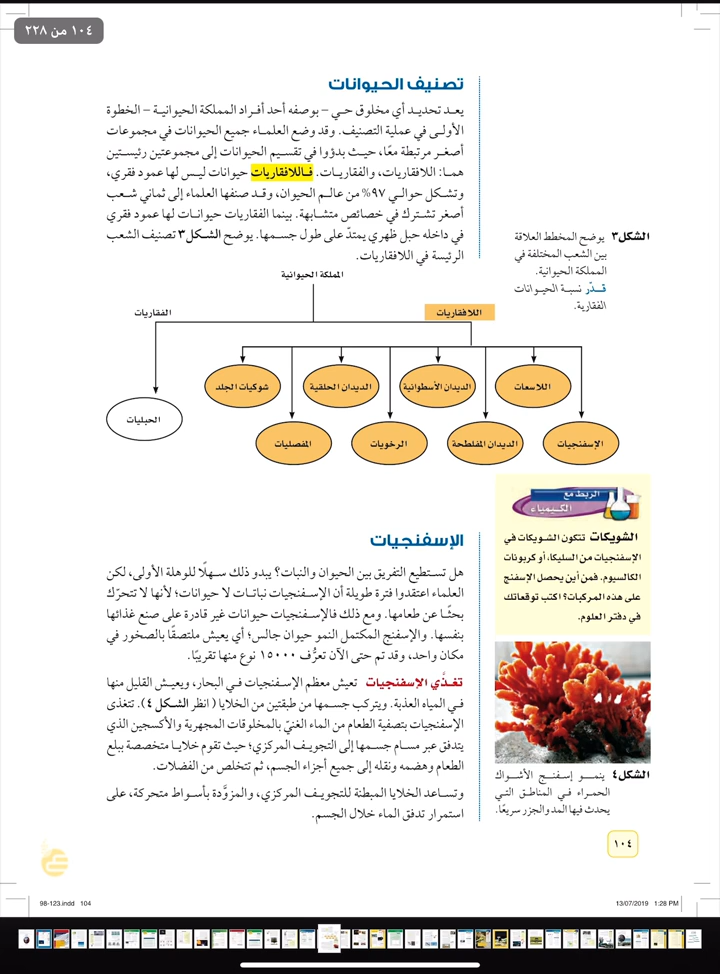 ١٠٤ من ٢٢٨
تصنيف الحيوانات
يعد تحديد أي مخلوق حي – بوصفه أحد أفراد المملكة الحيوانية – الخطوة
الأولى في عملية التصنيف. وقد وضع العلماء جميع الحيوانات في مجموعات
أصغر مرتبطة معًا، حيث بدؤوا في تقسيم الحيوانات إلى مجموعتين رئيستين
هما: اللافقاريات، والفقاريات. فاللافقاريات حيوانات ليس لها عمود فقري،
وتشكل حوالي ٩٧% من عالم الحيوان، وقد صنفها العلماء إلى ثماني شعب
أصغر تشترك في خصائص متشابهة. بينما الفقاريات حيوانات لها عمود فقري
في داخله حبل ظهري يمتدّ على طول جسمها. يوضح الشكل٣ تصنيف الشعب
الرئيسة في اللافقاريات.
الشكل٣ يوضح المخطط العلاقة
بين الشعب المختلفة في
المملكة الحيوانية.
قدّر نسبة الحيوانات
الفقارية.
المملكة الحيوانية
اللافقاريات
الفقاريات
اللاسعات
الديدان الأسطوانية
الديدان الحلقية
شوكيات الجلد
الحبليات
الإسفنجيات
الديدان المفلطحة
الرخويات
المفصليات
الربط مع
الكيمياء
الشويكات تتكون الشويكات في
الإسفنجيات من السليكا، أو كربونات
الكالسيوم. فمن أين يحصل الإسفنج
على هذه المركبات؟ اكتب توقعاتك
في دفتر العلوم.
الإسفنجيات
هل تستطيع التفريق بين الحيوان والنبات؟ يبدو ذلك سهلًا للوهلة الأولى، لكن
العلماء اعتقدوا فترة طويلة أن الإسفنجيات نباتات لا حيوانات؛ لأنها لا تتحرّك
بحثًا عن طعامها. ومع ذلك فالإسفنجيات حيوانات غير قادرة على صنع غذائها
بنفسها. والإسفنج المكتمل النمو حيوان جالس؛ أي يعيش ملتصقًا بالصخور في
مكان واحد، وقد تم حتى الآن تعرُّف ١٥٠٠٠ نوع منها تقريبًا.
تغذِّي الإسفنجيات تعيش معظم الإسفنجيات في البحار، ويعيش القليل منها
في المياه العذبة. ويتركب جسمها من طبقتين من الخلايا ( انظر الشكل ٤). تتغذى
الإسفنجيات بتصفية الطعام من الماء الغنيّ بالمخلوقات المجهرية والأكسجين الذي
يتدفق عبر مسام جسمها إلى التجويف المركزي؛ حيث تقوم خلايا متخصصة ببلع
الطعام وهضمه ونقله إلى جميع أجزاء الجسم، ثم تتخلص من الفضلات.
وتساعد الخلايا المبطنة للتجويف المركزي، والمزوَّدة بأسواط متحركة، على
استمرار تدفق الماء خلال الجسم.
الشكل٤ ينمو إسفنج الأشواك
الحمراء في المناطق التي
يحدث فيها المد والجزر سريعًا.
١٠٤
98-123.indd 104
13/07/2019 1:28 PM